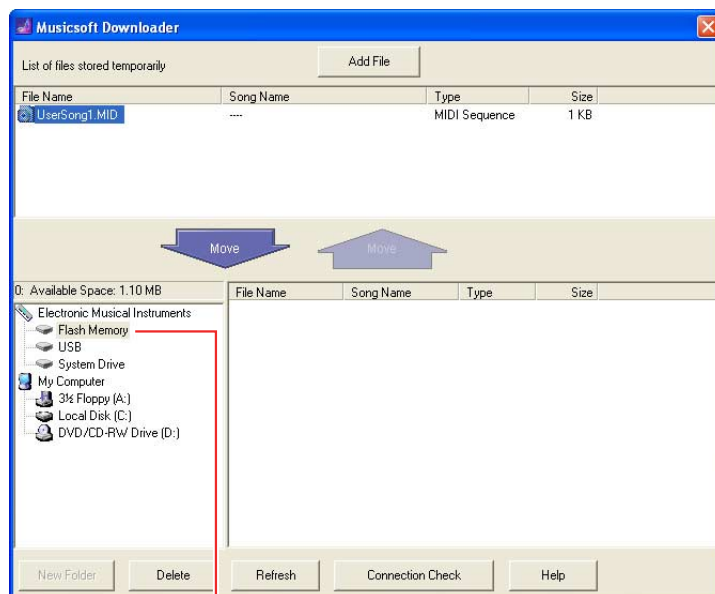 Musicsoft Downloader
List of files stored temporarily
Add File
File Name Song Name Type Size
UserSong1.MID ---- MIDI Sequence 1 KB
Move Move
0: Available Space: 1.10 MB
File Name Song Name Type Size
Electronic Musical Instruments
Flash Memory
USB
System Drive
My Computer
3½ Floppy (A:)
Local Disk (C:)
DVD/CD-RW Drive (D:)
New Folder Delete Refresh Connection Check Help